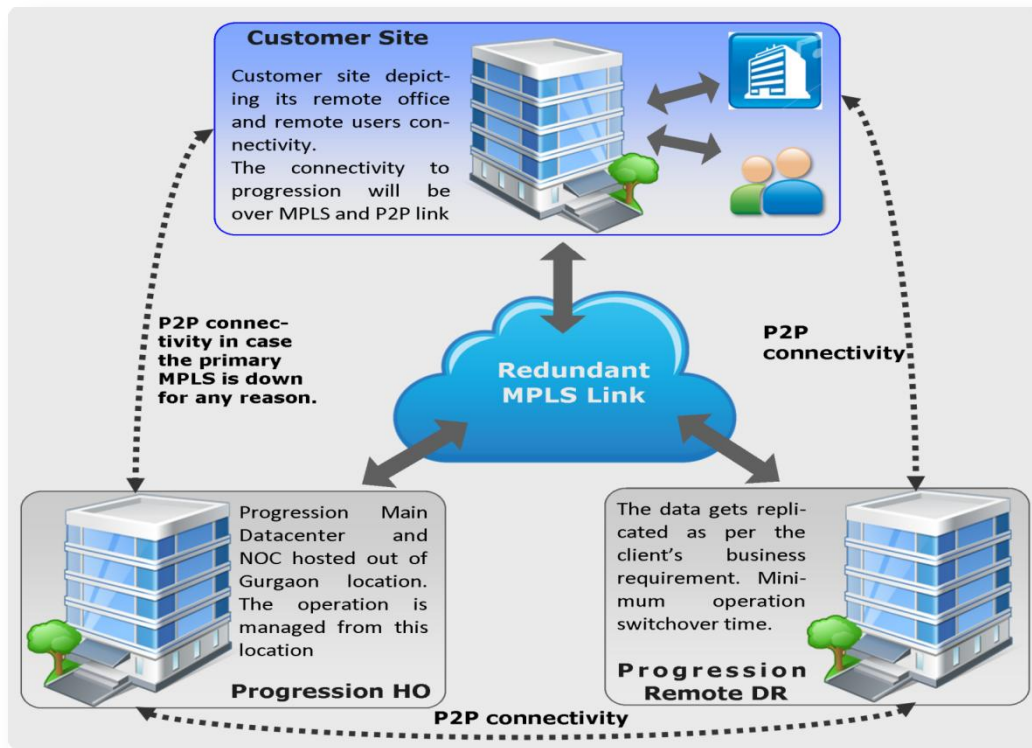 Customer Site
Customer site depict-
ing its remote office
and remote users con-
nectivity.
The connectivity to
progression will be
over MPLS and P2P link
P2P connec-
tivity in case
the primary
MPLS is down
for any reason.
Redundant
MPLS Link
P2P
connectivity
Progression Main
Datacenter and
NOC hosted out of
Gurgaon location.
The operation is
managed from this
location
Progression HO
The data gets repli-
cated as per the
client's business
requirement. Mini-
mum operation
switchover time.
Progression
Remote DR
P2P connectivity